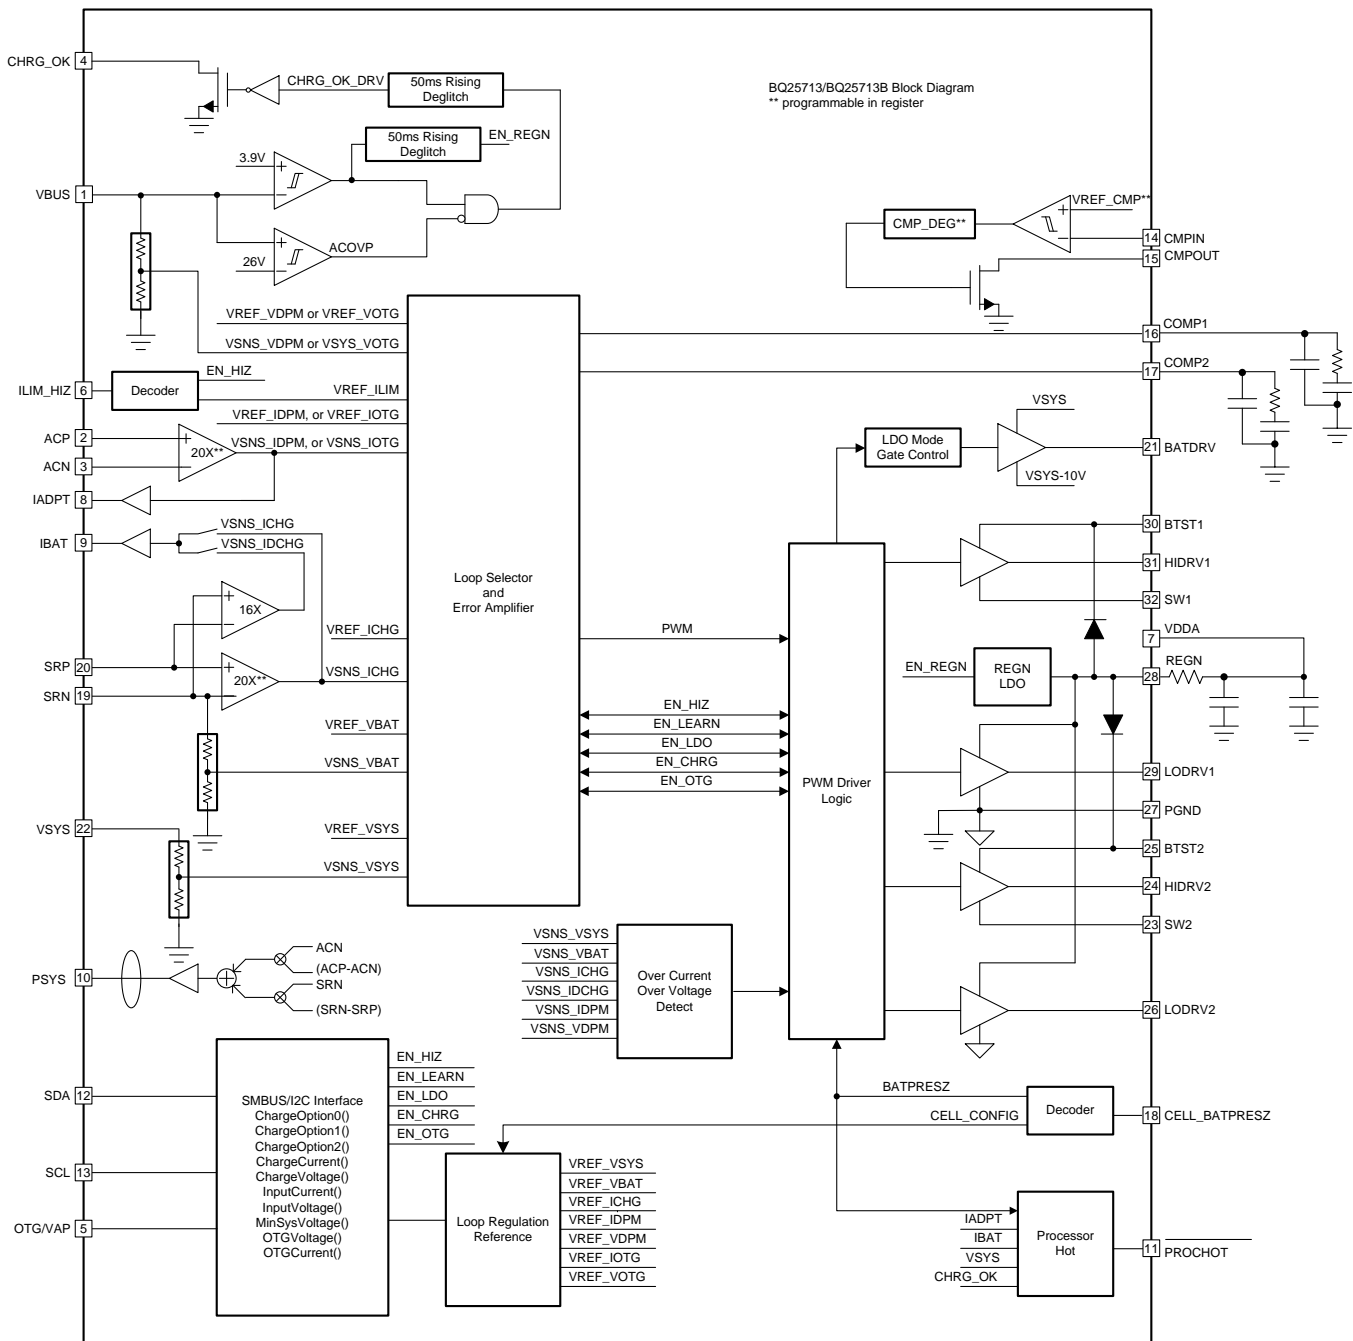 BQ25713/BQ25713B Block Diagram
** programmable in register
CHRG_OK
4
CHRG_OK_DRV
50ms Rising
Deglitch
50ms Rising
Deglitch
EN_REGN
3.9V
+
−
VBUS
1
+
−
26V
ACOVP
CMP_DEG**
VREF_CMP**
+
−
14
CMPIN
15
CMPOUT
VREF_VDPM or VREF_VOTG
VSNS_VDPM or VSYS_VOTG
16
COMP1
17
COMP2
ILIM_HIZ
6
Decoder
EN_HIZ
VREF_ILIM
VREF_IDPM, or VREF_IOTG
ACP
2
+
20X**
−
VSNS_IDPM, or VSNS_IOTG
ACN
3
IADPT
8
IBAT
9
VSNS_ICHG
VSNS_IDCHG
LDO Mode
Gate Control
VSYS
VSYS-10V
21
BATDRV
30
BTST1
31
HIDRV1
32
SW1
7
VDDA
28
REGN
Loop Selector
and
Error Amplifier
+
16X
−
VREF_ICHG
SRP
20
+
20X**
−
VSNS_ICHG
SRN
19
PWM
EN_REGN
REGN
LDO
VREF_VBAT
VSNS_VBAT
EN_HIZ
EN_LEARN
EN_LDO
EN_CHRG
EN_OTG
PWM Driver
Logic
29
LODRV1
27
PGND
25
BTST2
24
HIDRV2
23
SW2
26
LODRV2
VSYS
22
VREF_VSYS
VSNS_VSYS
PSYS
10
ACN
(ACP-ACN)
SRN
(SRN-SRP)
VSNS_VSYS
VSNS_VBAT
VSNS_ICHG
VSNS_IDCHG
VSNS_IDPM
VSNS_VDPM
Over Current
Over Voltage
Detect
SDA
12
SCL
13
OTG/VAP
5
SMBUS/I2C Interface
ChargeOption0()
ChargeOption1()
ChargeOption2()
ChargeCurrent()
ChargeVoltage()
InputCurrent()
InputVoltage()
MinSysVoltage()
OTGVoltage()
OTGCurrent()
EN_HIZ
EN_LEARN
EN_LDO
EN_CHRG
EN_OTG
BATPRESZ
CELL_CONFIG
Decoder
18
CELL_BATPRESZ
Loop Regulation
Reference
VREF_VSYS
VREF_VBAT
VREF_ICHG
VREF_IDPM
VREF_VDPM
VREF_IOTG
VREF_VOTG
IADPT
IBAT
VSYS
CHRG_OK
Processor
Hot
11
PROCHOT